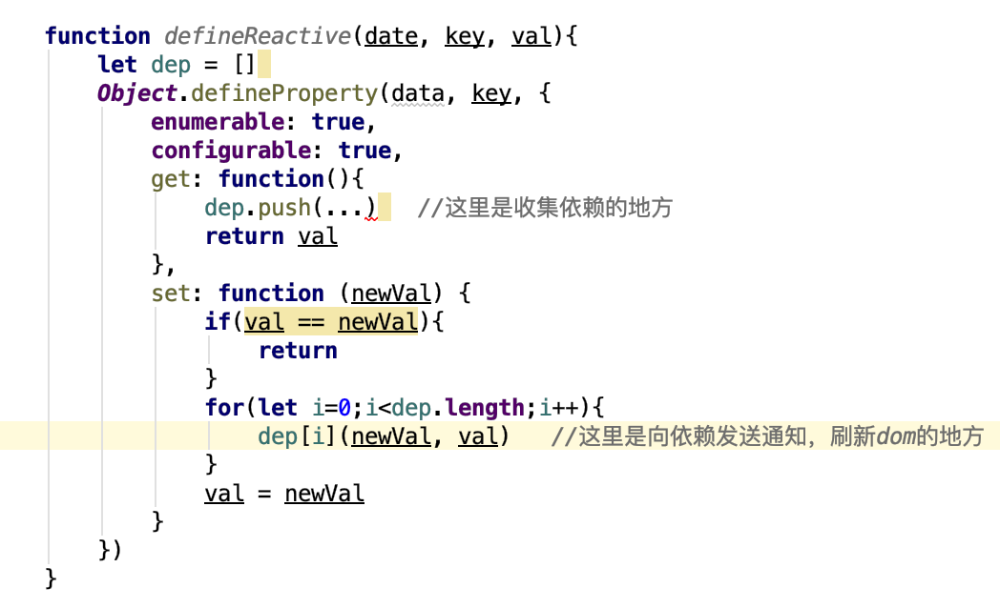 function defineReactive(date, key, val){
    let dep = []
    Object.defineProperty(data, key, {
        enumerable: true,
        configurable: true,
        get: function(){
            dep.push(...)   //这里是收集依赖的地方
            return val
        },
        set: function (newVal) {
            if(val == newVal){
                return
            }
            for(let i=0;i<dep.length;i++){
                dep[i](newVal, val)   //这里是向依赖发送通知，刷新dom的地方
            }
            val = newVal
        }
    })
}